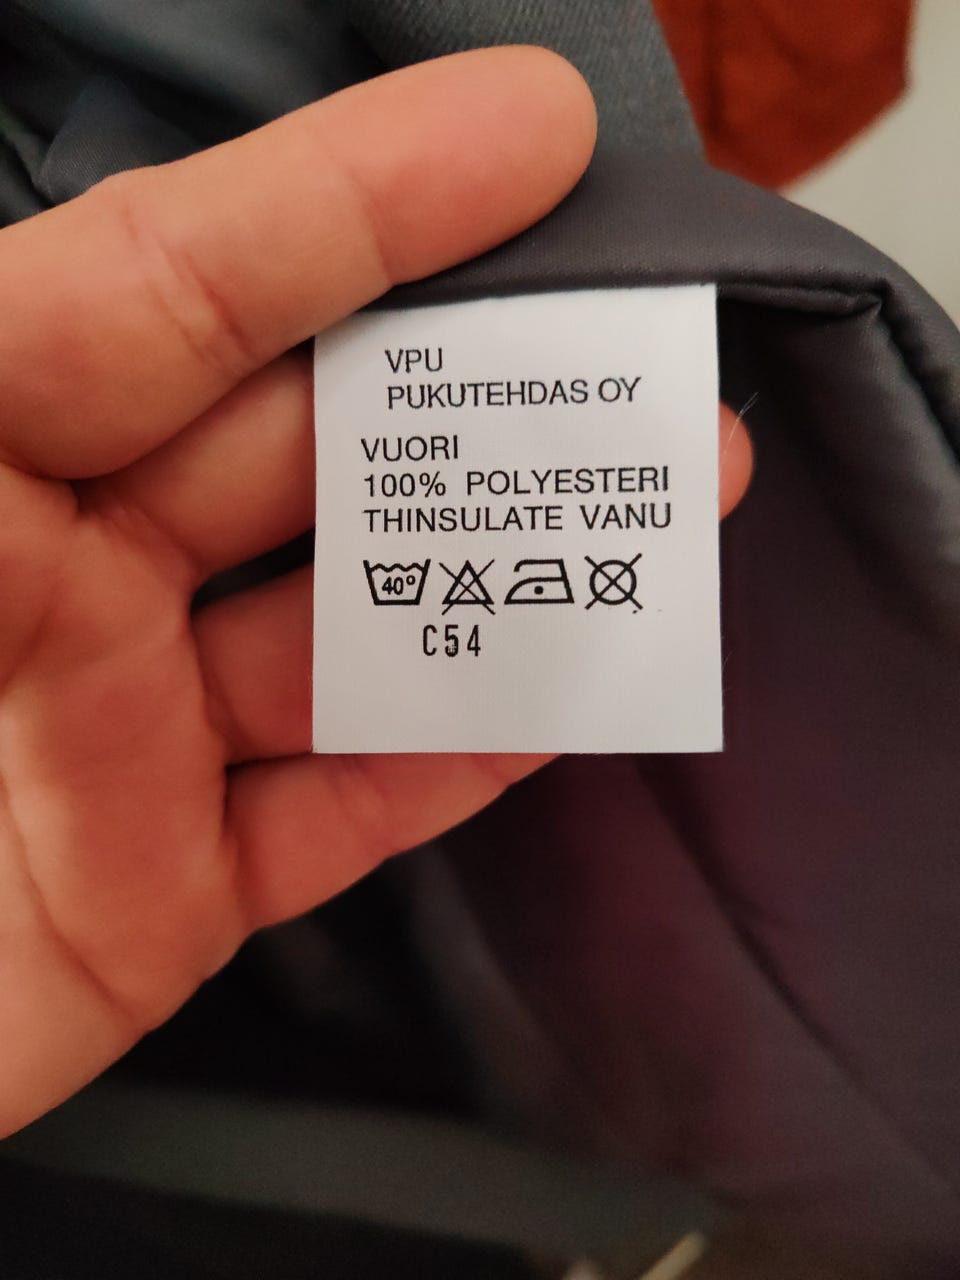 VPU
PUKUTEHDAS OY
VUORI
100% POLYESTERI
THINSULATE VANU
40°
C54